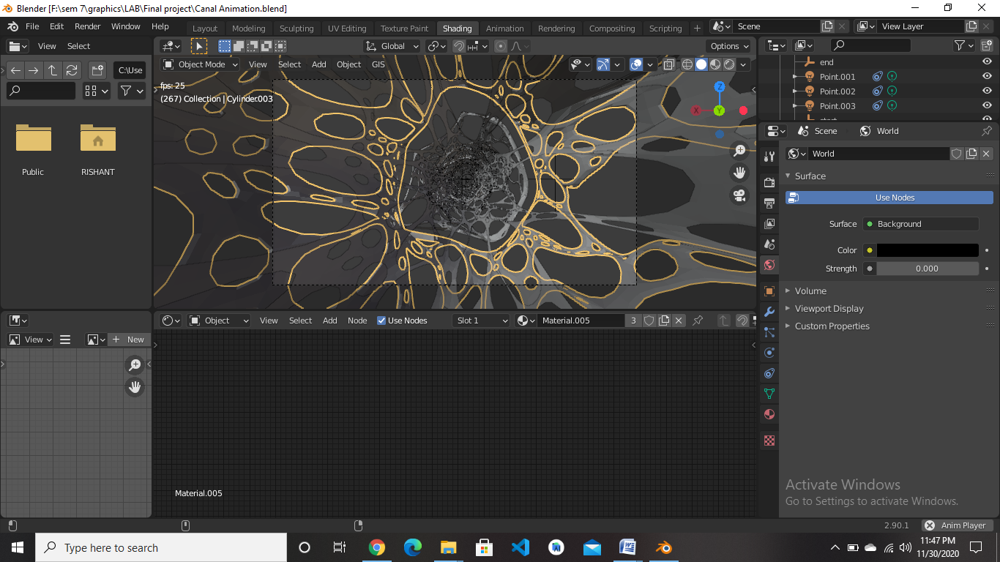 Blender [F:\sem 7\graphics\LAB\Final project\Canal Animation.blend]
File Edit Render Window Help Layout Modeling Sculpting UV Editing Texture Paint Shading Animation Rendering Compositing Scripting + Scene View Layer
View Select
Global
Options
C:\Use
Object Mode View Select Add Object GIS
end
Point.001
Point.002
Point.003
fps: 25
(267) Collection | Cylinder.003
Z
X
Y
Public RISHANT
Scene World
World
Surface
Use Nodes
Surface Background
Color
Strength 0.000
Volume
Viewport Display
Custom Properties
Object View Select Add Node Use Nodes Slot 1 Material.005 3
View + New
Material.005
Activate Windows
Go to Settings to activate Windows.
2.90.1 Anim Player
Type here to search
11:47 PM
11/30/2020